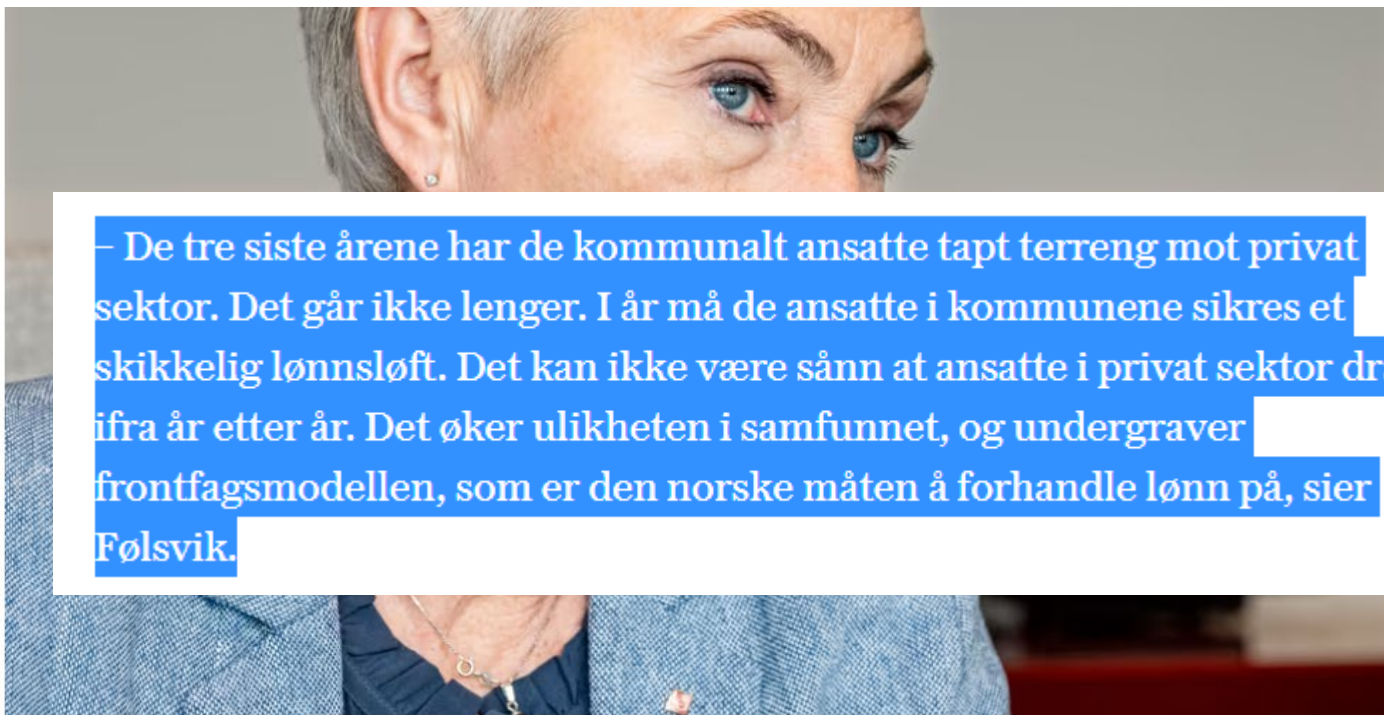 – De tre siste årene har de kommunalt ansatte tapt terreng mot privat
sektor. Det går ikke lenger. I år må de ansatte i kommunene sikres et
skikkelig lønnsløft. Det kan ikke være sånn at ansatte i privat sektor
ifra år etter år. Det øker ulikheten i samfunnet, og undergraver
frontfagsmodellen, som er den norske måten å forhandle lønn på, sier
Følsvik.